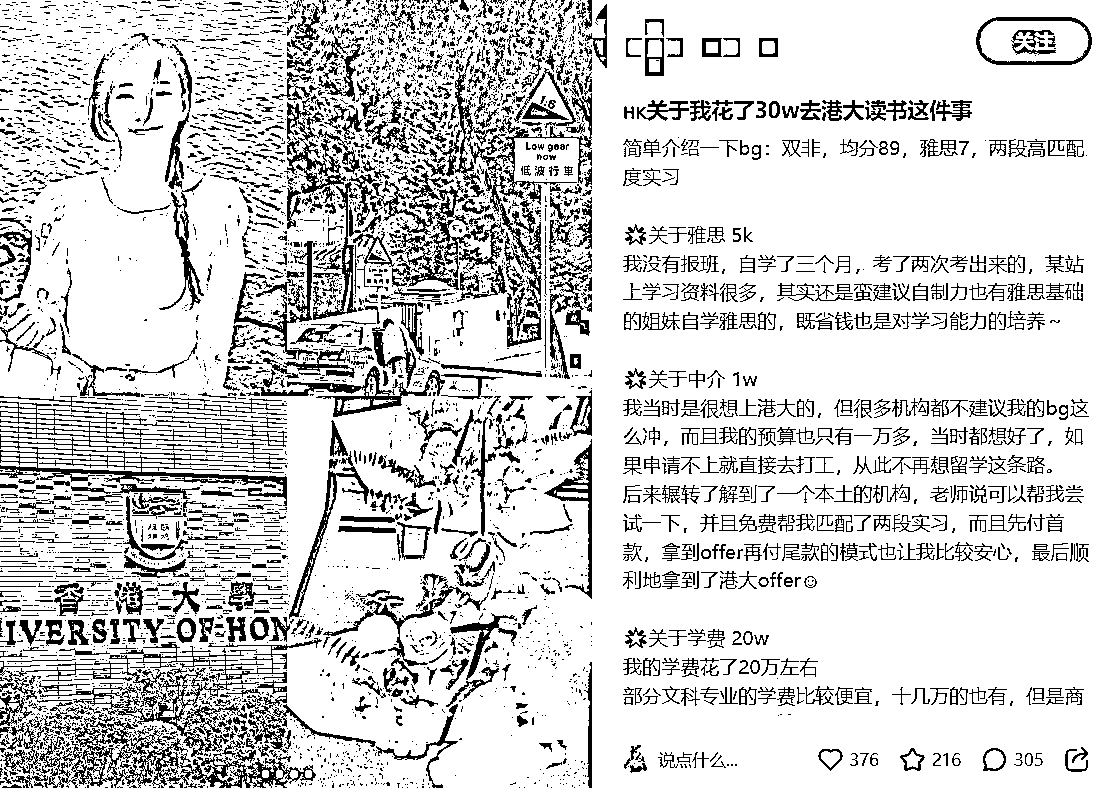 Low gear
now
低波行車
香港大學
IVERSITY OF HON
关注
HK关于我花了30w去港大读书这件事
简单介绍一下bg：双非，均分89，雅思7，两段高匹配
度实习
关于雅思 5k
我没有报班，自学了三个月，考了两次考出来的，某站
上学习资料很多，其实还是蛮建议自制力也有雅思基础
的姐妹自学雅思的，既省钱也是对学习能力的培养~
关于中介 1w
我当时是很想上港大的，但很多机构都不建议我的bg这
么冲，而且我的预算也只有一万多，当时都想好了，如
果申请不上就直接去打工，从此不再想留学这条路。
后来辗转了解到了一个本土的机构，老师说可以帮我尝
试一下，并且免费帮我匹配了两段实习，而且先付首
款，拿到offer再付尾款的模式也让我比较安心，最后顺
利地拿到了港大offer☺
关于学费 20w
我的学费花了20万左右
部分文科专业的学费比较便宜，十几万的也有，但是商
说点什么...
376
216
305